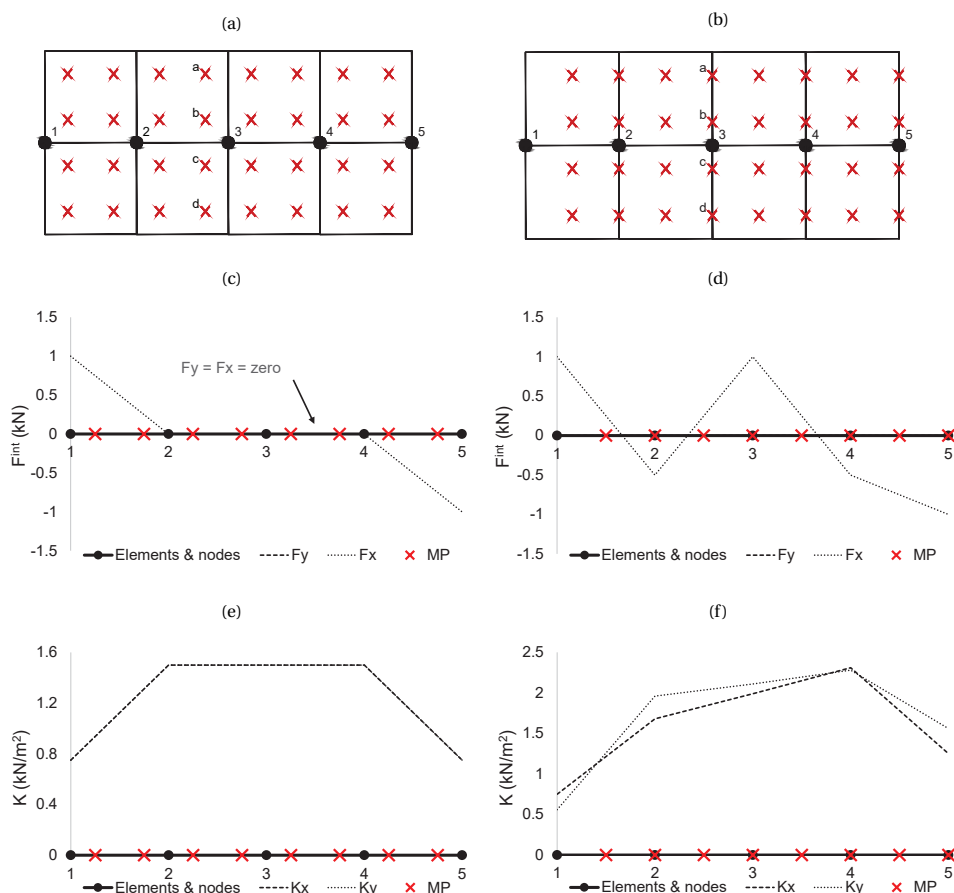 (a)
(b)
a
b
1 2 3 4 5
c
d
a
b
1 2 3 4 5
c
d
(c)
(d)
1.5
1
0.5
0
-0.5
-1
-1.5
F^int (kN)
Fy = Fx = zero
1 2 3 4 5
Elements & nodes Fy Fx MP
1.5
1
0.5
0
-0.5
-1
-1.5
F^int (kN)
1 2 3 4 5
Elements & nodes Fy Fx MP
(e)
(f)
1.6
1.2
0.8
0.4
0
K (kN/m²)
1 2 3 4 5
Elements & nodes Kx Ky MP
2.5
2
1.5
1
0.5
0
K (kN/m²)
1 2 3 4 5
Elements & nodes Kx Ky MP